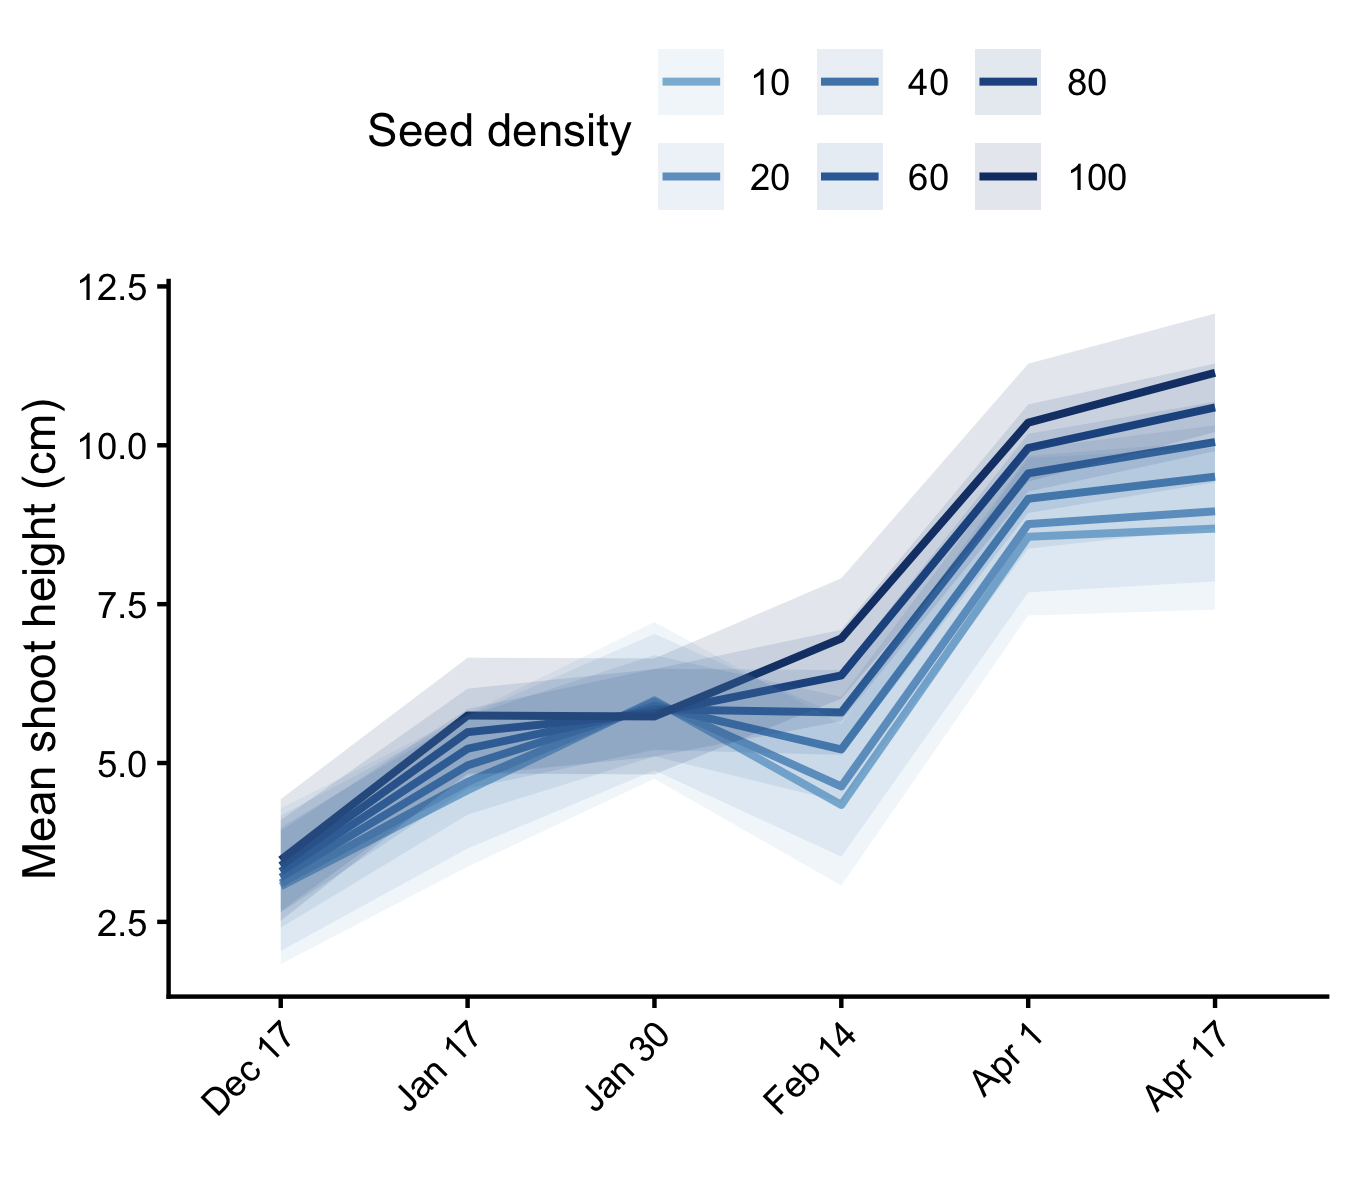 Seed density
10 40 80
20 60 100
Mean shoot height (cm)
12.5
10.0
7.5
5.0
2.5
Dec 17 Jan 17 Jan 30 Feb 14 Apr 1 Apr 17